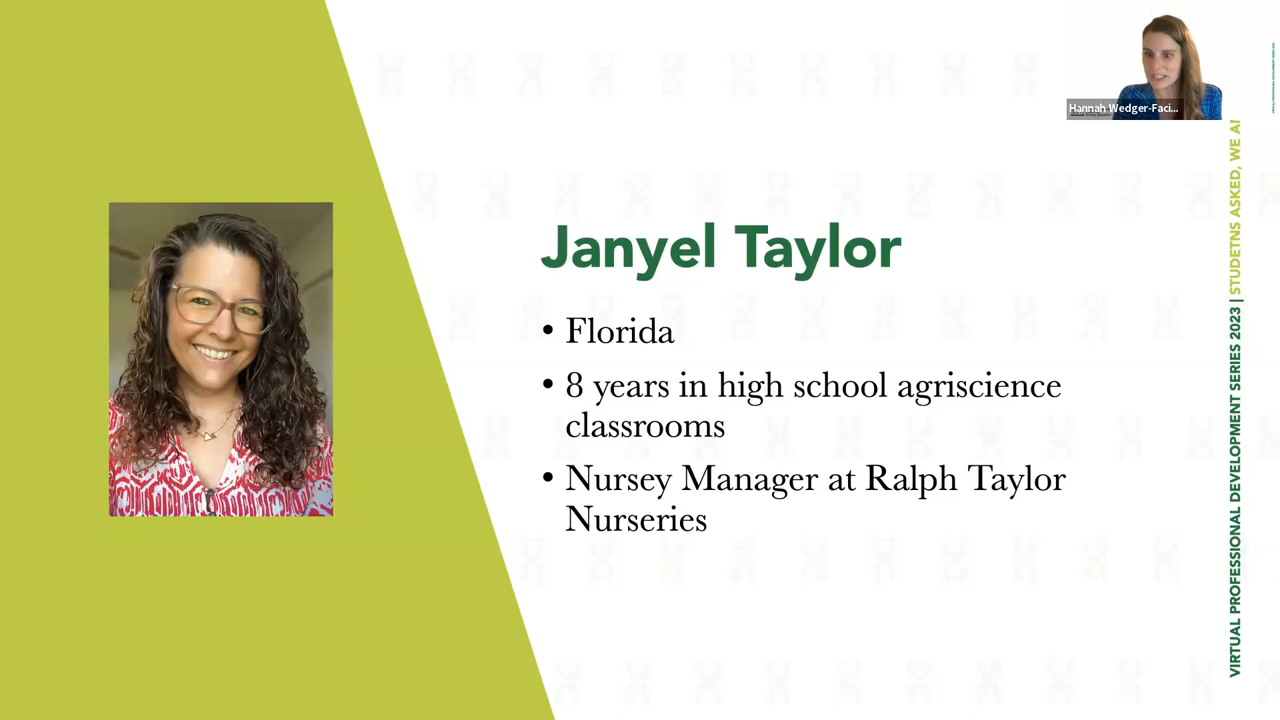 Hannah Wedger-Faci...
Janyel Taylor
• Florida
• 8 years in high school agriscience
classrooms
• Nursey Manager at Ralph Taylor
Nurseries
VIRTUAL PROFESSIONAL DEVELOPMENT SERIES 2023 | STUDETNS ASKED, WE A